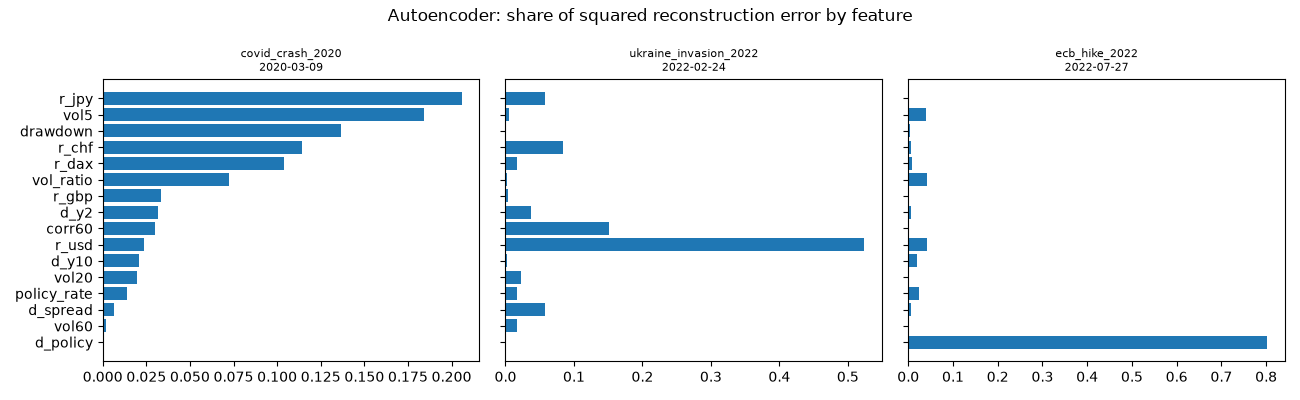 Autoencoder: share of squared reconstruction error by feature
covid_crash_2020
2020-03-09
ukraine_invasion_2022
2022-02-24
ecb_hike_2022
2022-07-27
r_jpy
vol5
drawdown
r_chf
r_dax
vol_ratio
r_gbp
d_y2
corr60
r_usd
d_y10
vol20
policy_rate
d_spread
vol60
d_policy
0.000 0.025 0.050 0.075 0.100 0.125 0.150 0.175 0.200
0.0 0.1 0.2 0.3 0.4 0.5
0.0 0.1 0.2 0.3 0.4 0.5 0.6 0.7 0.8